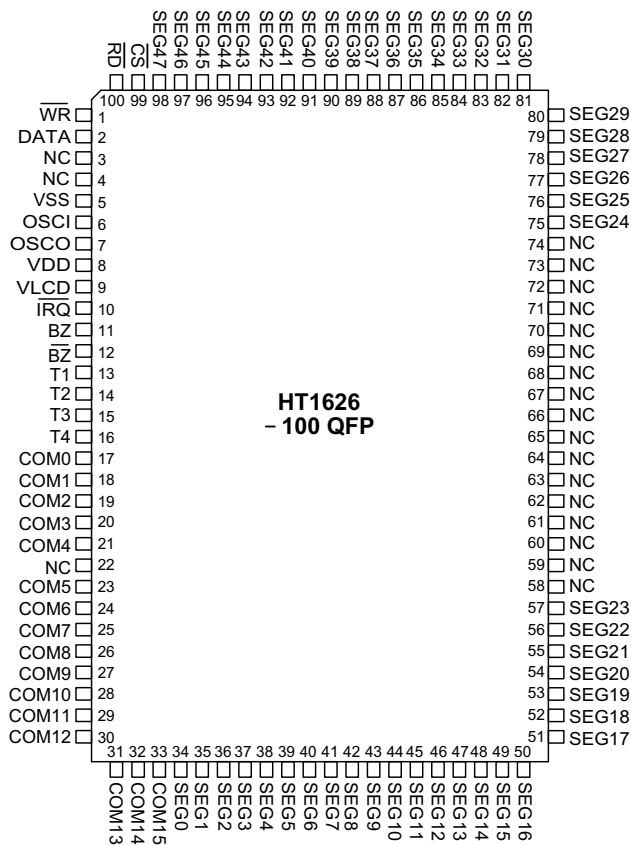 RD CS SEG47 SEG46 SEG45 SEG44 SEG43 SEG42 SEG41 SEG40 SEG39 SEG38 SEG37 SEG36 SEG35 SEG34 SEG33 SEG32 SEG31 SEG30
100 99 98 97 96 95 94 93 92 91 90 89 88 87 86 85 84 83 82 81
WR 1 80 SEG29
DATA 2 79 SEG28
NC 3 78 SEG27
NC 4 77 SEG26
VSS 5 76 SEG25
OSCI 6 75 SEG24
OSCO 7 74 NC
VDD 8 73 NC
VLCD 9 72 NC
IRQ 10 71 NC
BZ 11 70 NC
BZ 12 69 NC
T1 13 68 NC
T2 14 67 NC
T3 15 66 NC
T4 16 65 NC
COM0 17 64 NC
COM1 18 63 NC
COM2 19 62 NC
COM3 20 61 NC
COM4 21 60 NC
NC 22 59 NC
COM5 23 58 NC
COM6 24 57 SEG23
COM7 25 56 SEG22
COM8 26 55 SEG21
COM9 27 54 SEG20
COM10 28 53 SEG19
COM11 29 52 SEG18
COM12 30 51 SEG17
HT1626
– 100 QFP
31 32 33 34 35 36 37 38 39 40 41 42 43 44 45 46 47 48 49 50
COM13 COM14 COM15 SEG0 SEG1 SEG2 SEG3 SEG4 SEG5 SEG6 SEG7 SEG8 SEG9 SEG10 SEG11 SEG12 SEG13 SEG14 SEG15 SEG16